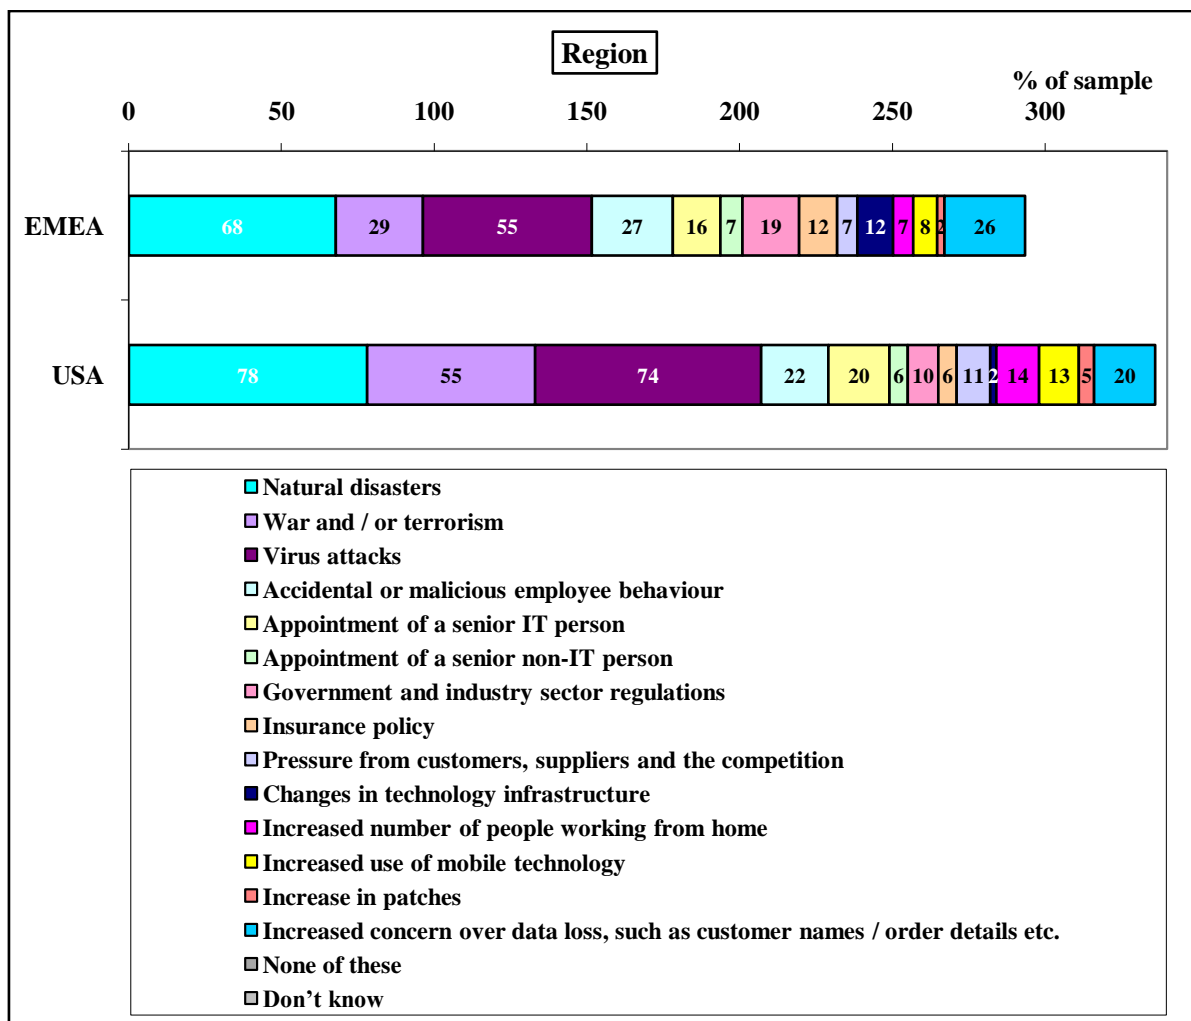 Region
% of sample
0 50 100 150 200 250 300
EMEA 68 29 55 27 16 7 19 12 7 12 7 8 2 26
USA 78 55 74 22 20 6 10 6 11 2 14 13 5 20
Natural disasters
War and / or terrorism
Virus attacks
Accidental or malicious employee behaviour
Appointment of a senior IT person
Appointment of a senior non-IT person
Government and industry sector regulations
Insurance policy
Pressure from customers, suppliers and the competition
Changes in technology infrastructure
Increased number of people working from home
Increased use of mobile technology
Increase in patches
Increased concern over data loss, such as customer names / order details etc.
None of these
Don’t know